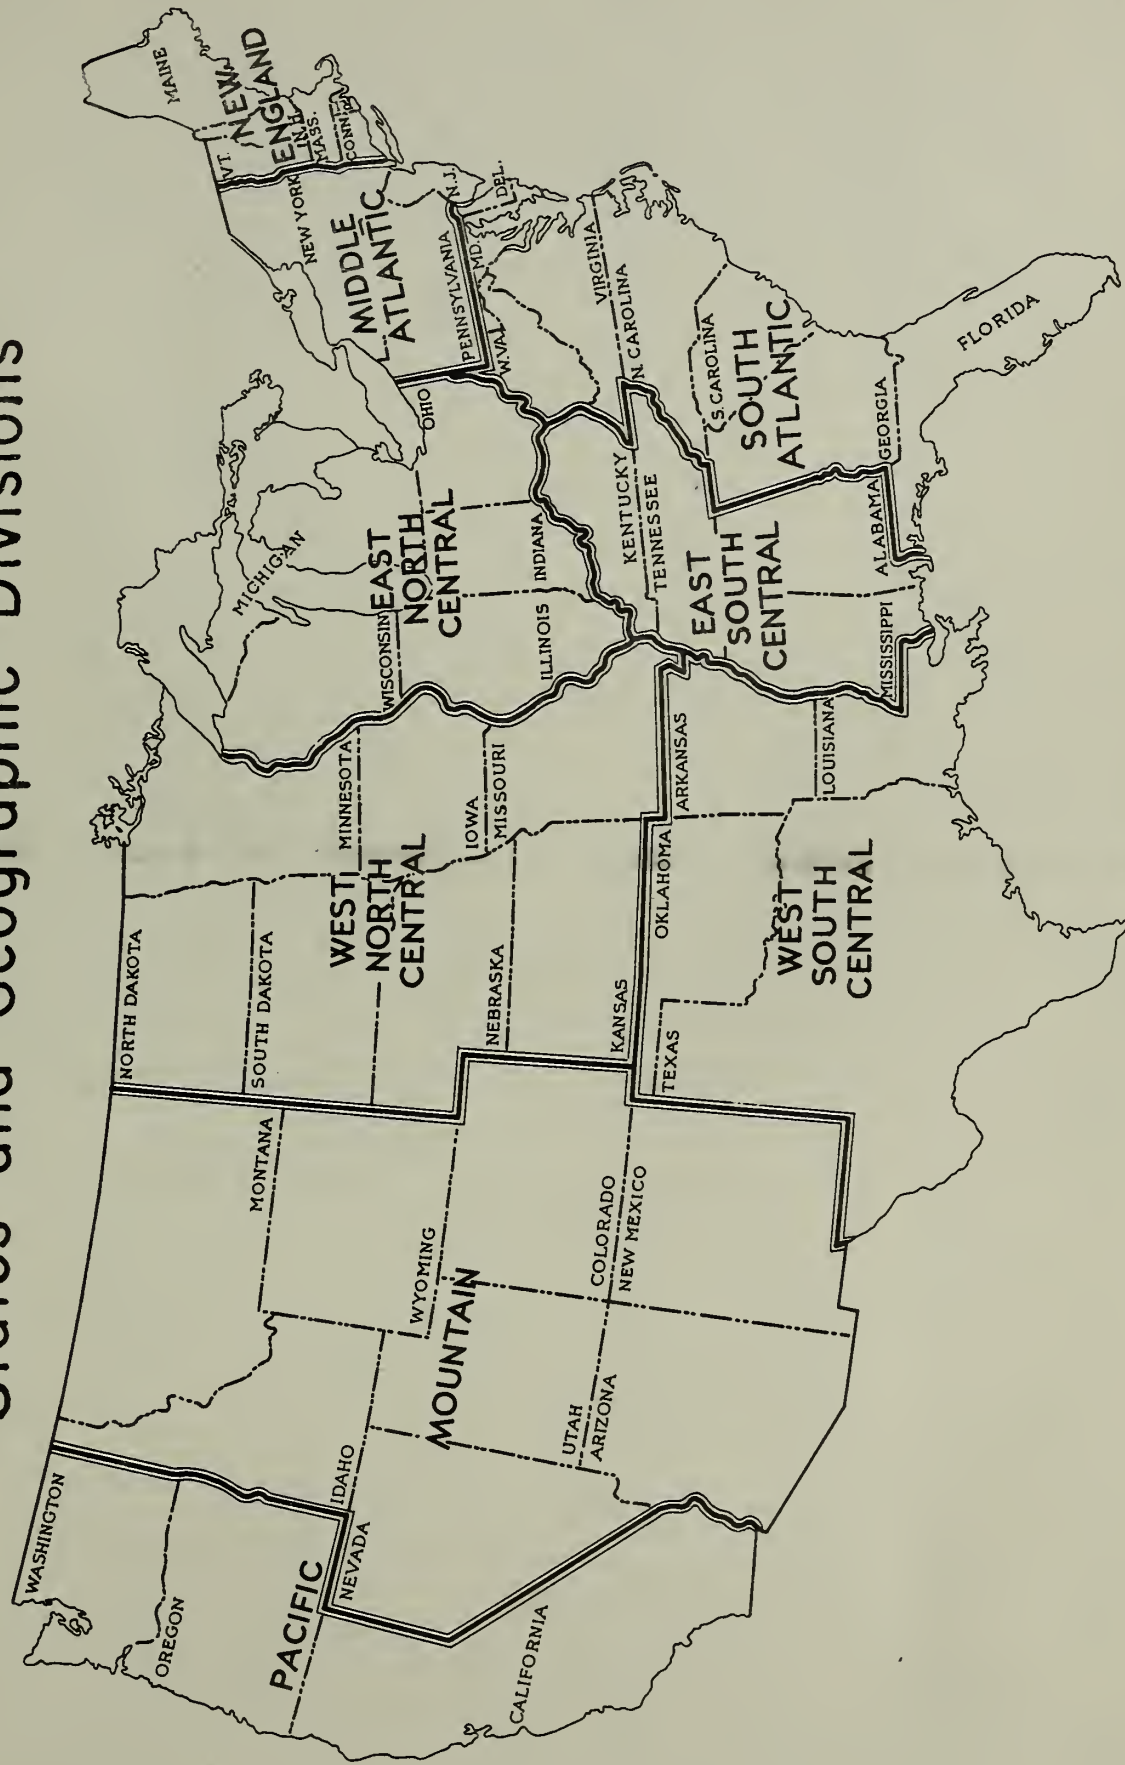 States and Geographic Divisions
WASHINGTON
OREGON
PACIFIC
CALIFORNIA
IDAHO
NEVADA
MONTANA
WYOMING
MOUNTAIN
UTAH
ARIZONA
COLORADO
NEW MEXICO
NORTH DAKOTA
SOUTH DAKOTA
MINNESOTA
WEST
NORTH
CENTRAL
NEBRASKA
IOWA
MISSOURI
KANSAS
OKLAHOMA
ARKANSAS
TEXAS
WEST
SOUTH
CENTRAL
LOUISIANA
WISCONSIN
MICHIGAN
EAST
NORTH
CENTRAL
ILLINOIS
INDIANA
OHIO
KENTUCKY
TENNESSEE
EAST
SOUTH
CENTRAL
MISSISSIPPI
ALABAMA
MAINE
VT.
NEW
ENGLAND
N.H.
MASS.
CONN.
NEW YORK
MIDDLE
ATLANTIC
PENNSYLVANIA
N.J.
MD.
DEL.
W.VA.
VIRGINIA
N. CAROLINA
S. CAROLINA
SOUTH
ATLANTIC
GEORGIA
FLORIDA